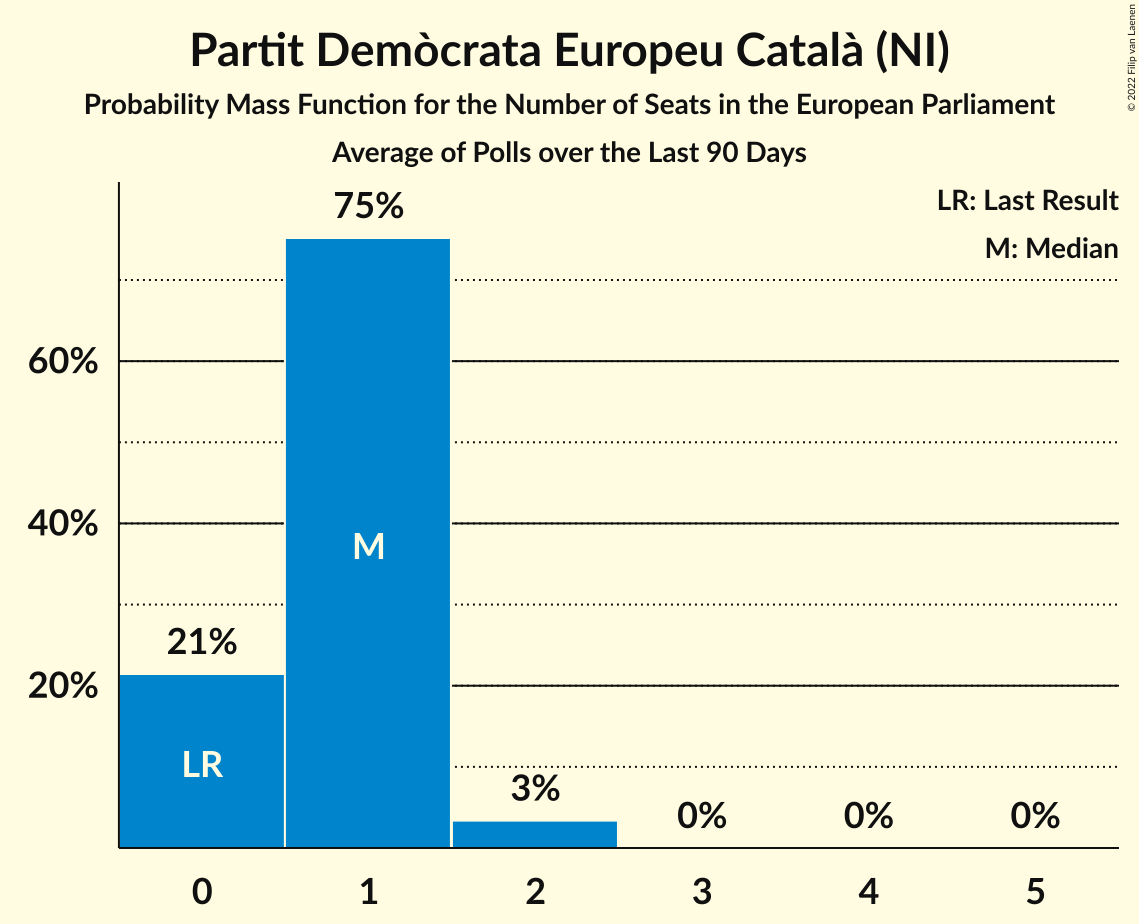 Partit Demòcrata Europeu Català (NI)
Probability Mass Function for the Number of Seats in the European Parliament
Average of Polls over the Last 90 Days
© 2022 Filip van Laenen
LR: Last Result
M: Median
75%
60%
40%
M
21%
20%
LR
3%
0%
0%
0%
0
1
2
3
4
5